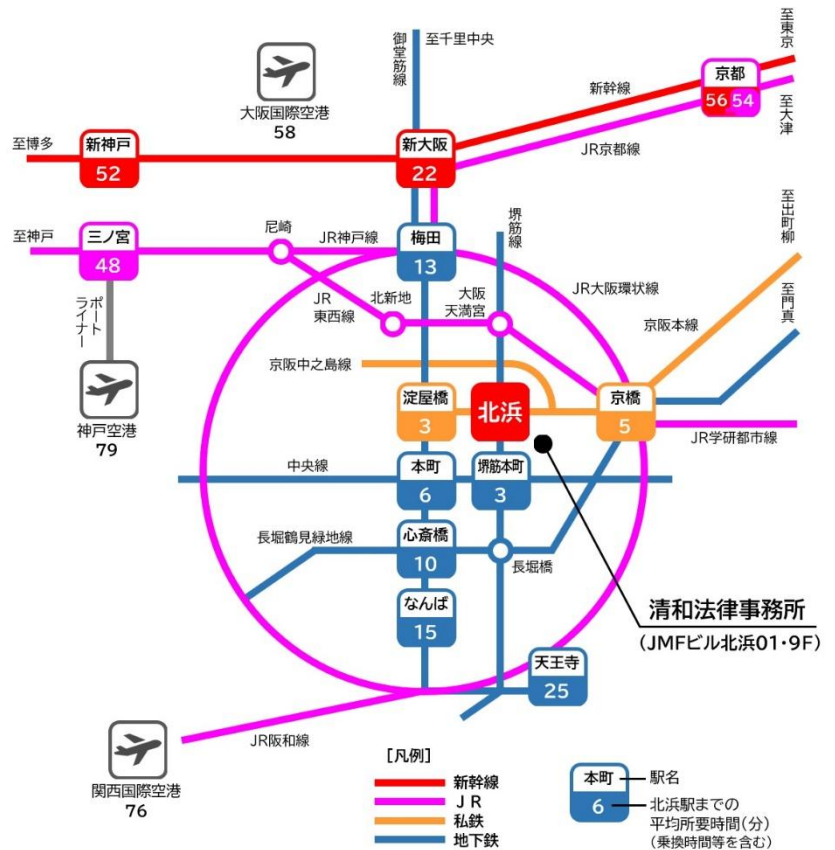 御堂筋線
至千里中央
至東京
新幹線
京都
56 54
至大津
大阪国際空港
58
至博多
新神戸
52
新大阪
22
JR京都線
至神戸
三ノ宮
48
尼崎
JR神戸線
梅田
13
堺筋線
至出町柳
JR
東西線
北新地
大阪
天満宮
JR大阪環状線
至門真
ポート
ライナー
京阪本線
京阪中之島線
神戸空港
79
淀屋橋
3
北浜
京橋
5
JR学研都市線
中央線
本町
6
堺筋本町
3
長堀鶴見緑地線
心斎橋
10
長堀橋
なんば
15
清和法律事務所
(JMFビル北浜01・9F)
天王寺
25
JR阪和線
関西国際空港
76
[凡例]
新幹線
JR
私鉄
地下鉄
本町
6
駅名
北浜駅までの
平均所要時間(分)
(乗換時間等を含む)